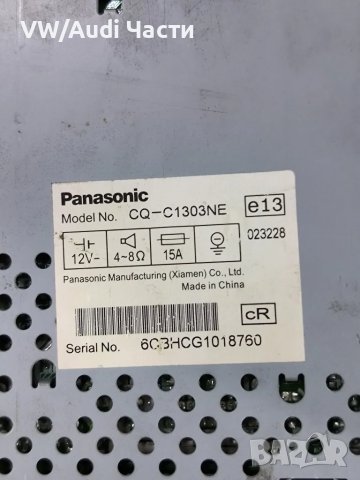 VW/Audi Части
Panasonic
Model No. CQ-C1303NE e13
023228
12V⎓ 4~8Ω 15A
Panasonic Manufacturing (Xiamen) Co., Ltd.
Made in China
cR
Serial No. 6CBHCG1018760
BAZAR